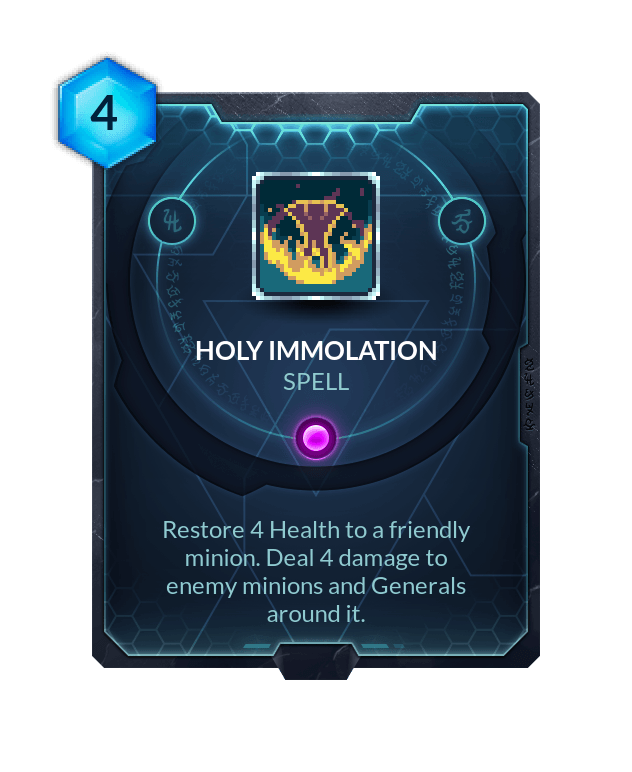 4
HOLY IMMOLATION
SPELL
Restore 4 Health to a friendly
minion. Deal 4 damage to
enemy minions and Generals
around it.